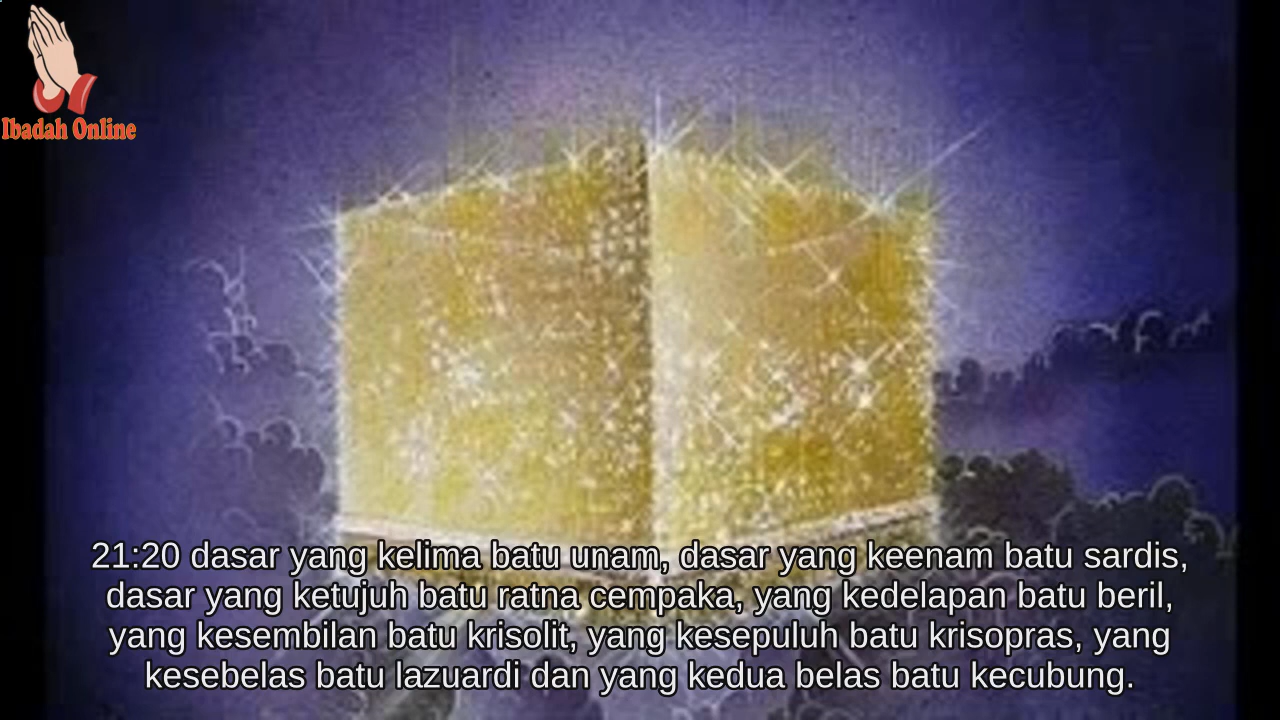 Ibadah Online
21:20 dasar yang kelima batu unam, dasar yang keenam batu sardis,
dasar yang ketujuh batu ratna cempaka, yang kedelapan batu beril,
yang kesembilan batu krisolit, yang kesepuluh batu krisopras, yang
kesebelas batu lazuardi dan yang kedua belas batu kecubung.